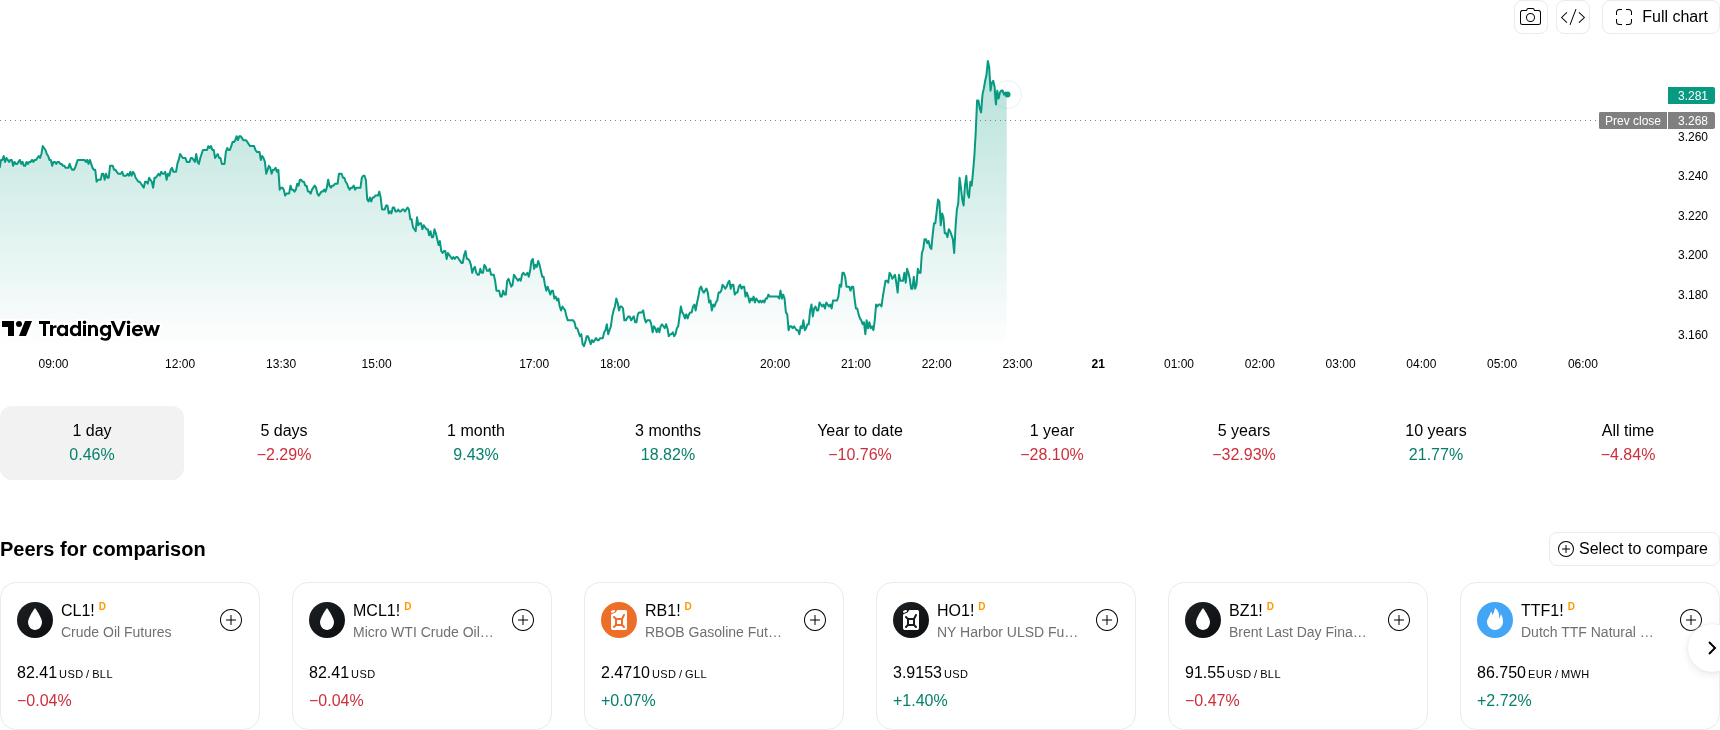 Full chart
3.281
Prev close 3.268
3.260
3.240
3.220
3.200
3.180
3.160
TradingView
09:00 12:00 13:30 15:00 17:00 18:00 20:00 21:00 22:00 23:00 21 01:00 02:00 03:00 04:00 05:00 06:00
1 day 5 days 1 month 3 months Year to date 1 year 5 years 10 years All time
0.46% −2.29% 9.43% 18.82% −10.76% −28.10% −32.93% 21.77% −4.84%
Peers for comparison
Select to compare
CL1! D
Crude Oil Futures
82.41 USD / BLL
−0.04%
MCL1! D
Micro WTI Crude Oil…
82.41 USD
−0.04%
RB1! D
RBOB Gasoline Fut…
2.4710 USD / GLL
+0.07%
HO1! D
NY Harbor ULSD Fu…
3.9153 USD
+1.40%
BZ1! D
Brent Last Day Fina…
91.55 USD / BLL
−0.47%
TTF1! D
Dutch TTF Natural …
86.750 EUR / MWH
+2.72%